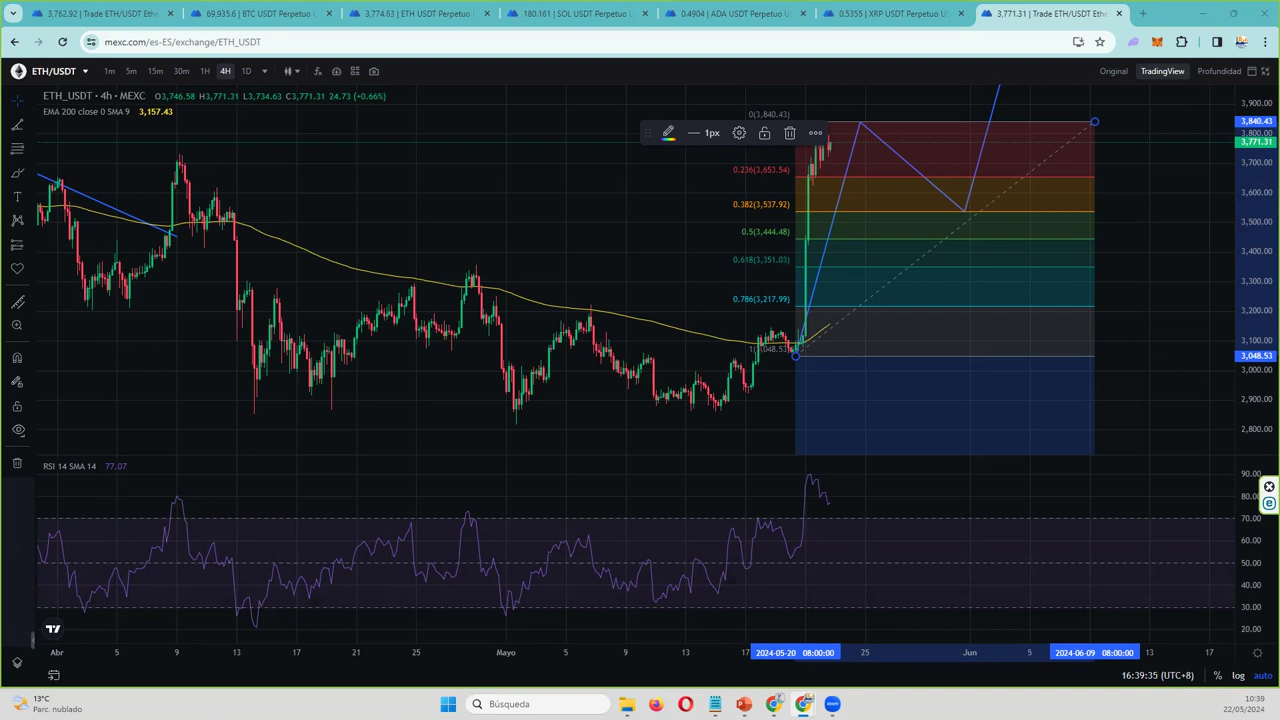 3,762.92 | Trade ETH/USDT Ethe
69,935.6 | BTC USDT Perpetuo
3,774.63 | ETH USDT Perpetuo
180.161 | SOL USDT Perpetuo
0.4904 | ADA USDT Perpetuo
0.5355 | XRP USDT Perpetuo
3,771.31 | Trade ETH/USDT Ethe
mexc.com/es-ES/exchange/ETH_USDT
ETH/USDT 1m 5m 15m 30m 1H 4H 1D Original TradingView Profundidad
ETH_USDT · 4h · MEXC O3,746.58 H3,771.31 L3,734.63 C3,771.31 24.73 (+0.66%)
EMA 200 close 0 SMA 9 3,157.43
1px
0(3,840.43)
0.236(3,653.54)
0.382(3,537.92)
0.5(3,444.48)
0.618(3,351.03)
0.786(3,217.99)
1(3,048.53)
3,900.00
3,840.43
3,800.00
3,771.31
3,700.00
3,600.00
3,500.00
3,400.00
3,300.00
3,200.00
3,100.00
3,048.53
3,000.00
2,900.00
2,800.00
RSI 14 SMA 14 77.07
90.00
80.00
70.00
60.00
50.00
40.00
30.00
20.00
Abr 5 9 13 17 21 25 Mayo 5 9 13 17 2024-05-20 08:00:00 25 Jun 5 2024-06-09 08:00:00 13 17
16:39:35 (UTC+8) % log auto
13°C
Parc. nublado
Búsqueda
10:39
22/05/2024